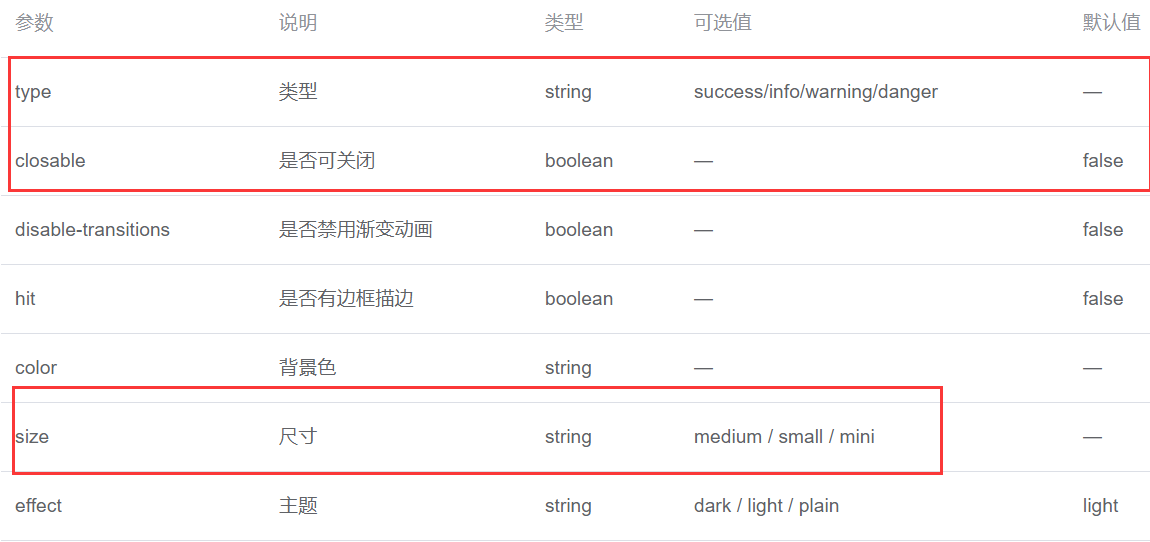 参数 说明 类型 可选值 默认值
type 类型 string success/info/warning/danger —
closable 是否可关闭 boolean — false
disable-transitions 是否禁用渐变动画 boolean — false
hit 是否有边框描边 boolean — false
color 背景色 string — —
size 尺寸 string medium / small / mini —
effect 主题 string dark / light / plain light